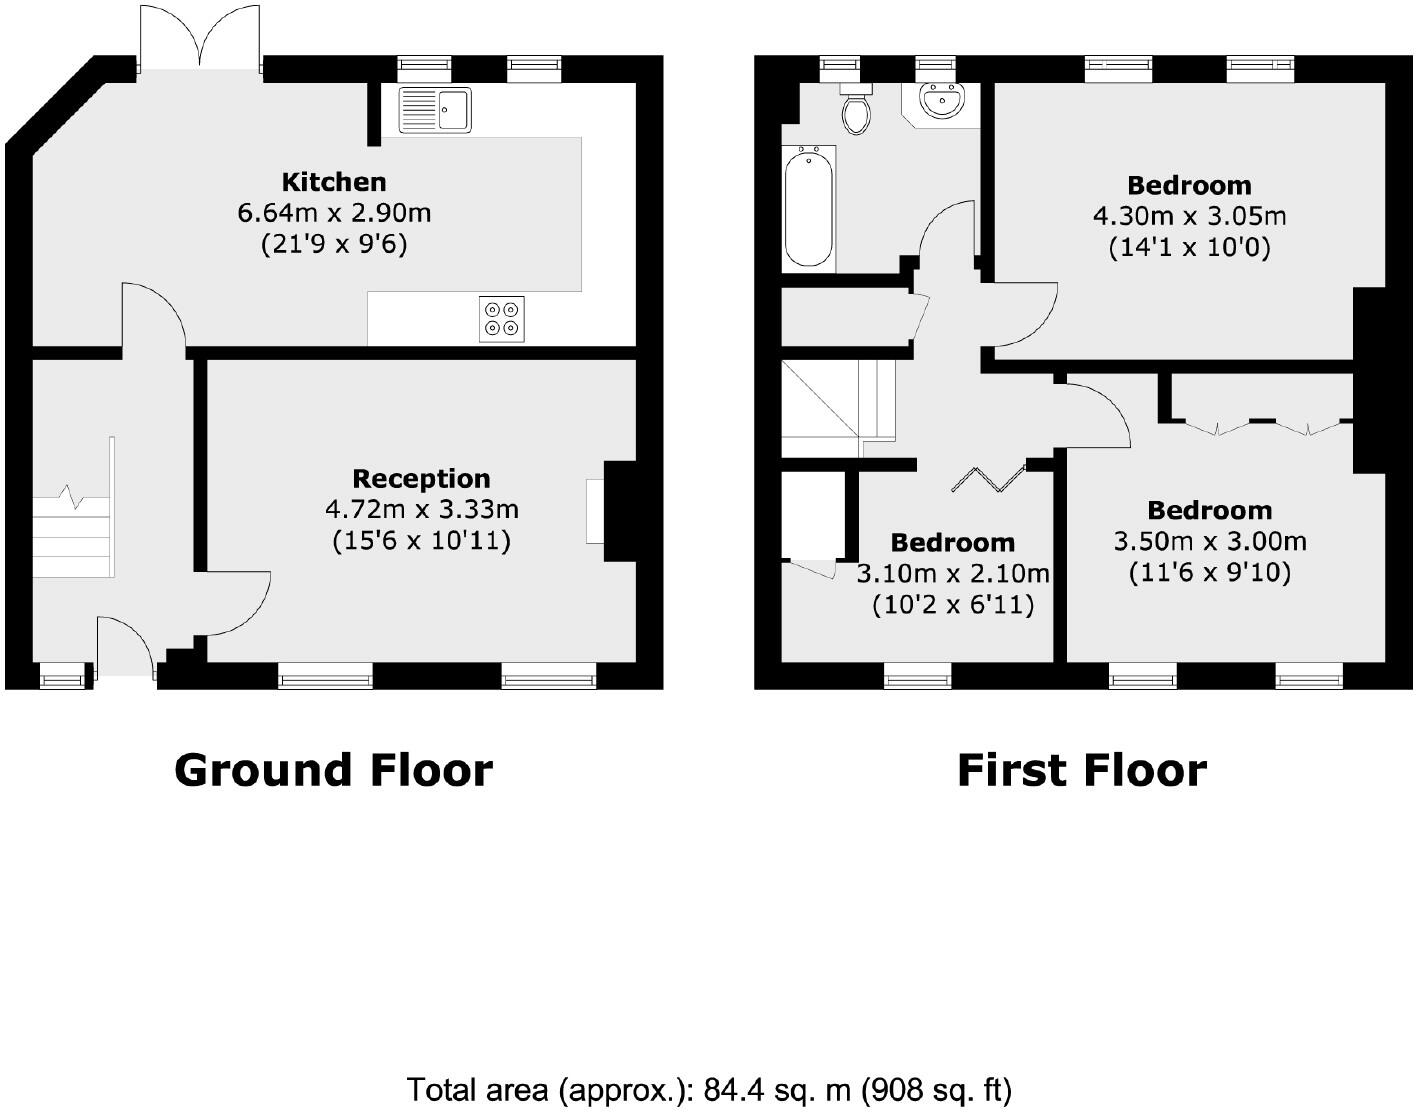 Kitchen
6.64m x 2.90m
(21'9 x 9'6)
Reception
4.72m x 3.33m
(15'6 x 10'11)
Ground Floor
Bedroom
4.30m x 3.05m
(14'1 x 10'0)
Bedroom
3.50m x 3.00m
(11'6 x 9'10)
Bedroom
3.10m x 2.10m
(10'2 x 6'11)
First Floor
Total area (approx.): 84.4 sq. m (908 sq. ft)